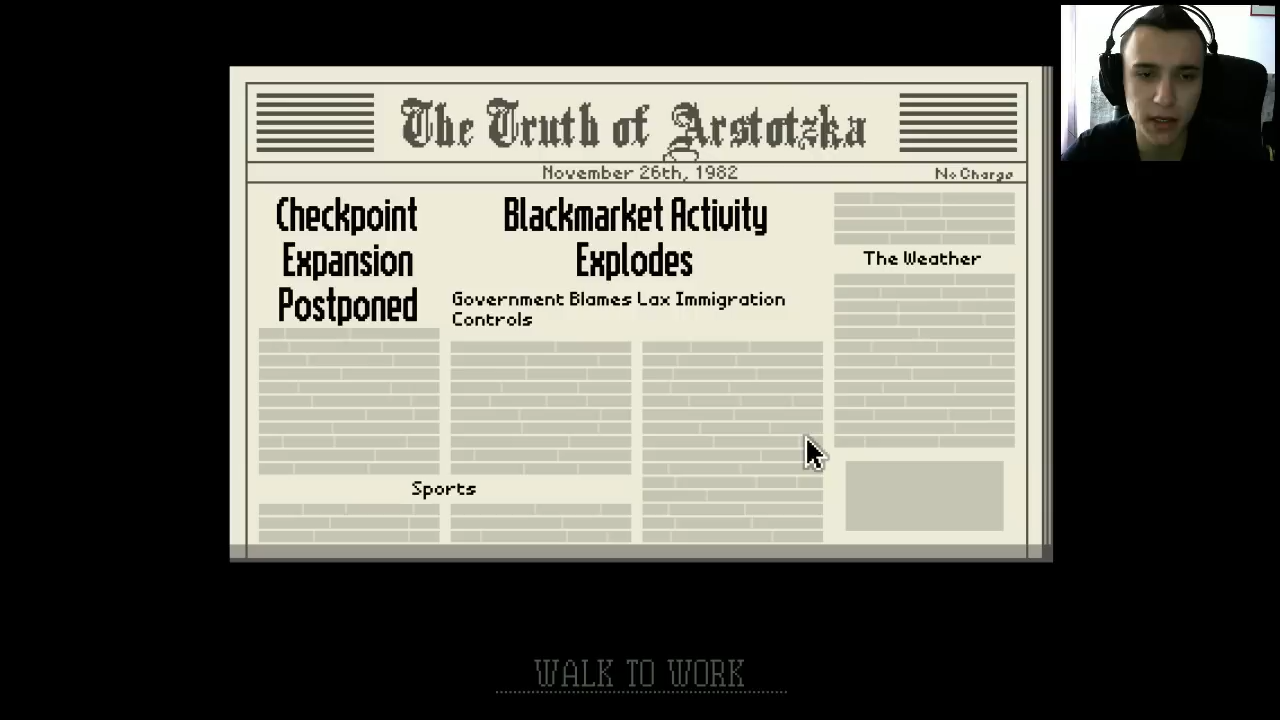 The Truth of Arstotzka
November 26th, 1982
No Charge
Checkpoint
Expansion
Postponed
Blackmarket Activity
Explodes
Government Blames Lax Immigration
Controls
The Weather
Sports
WALK TO WORK